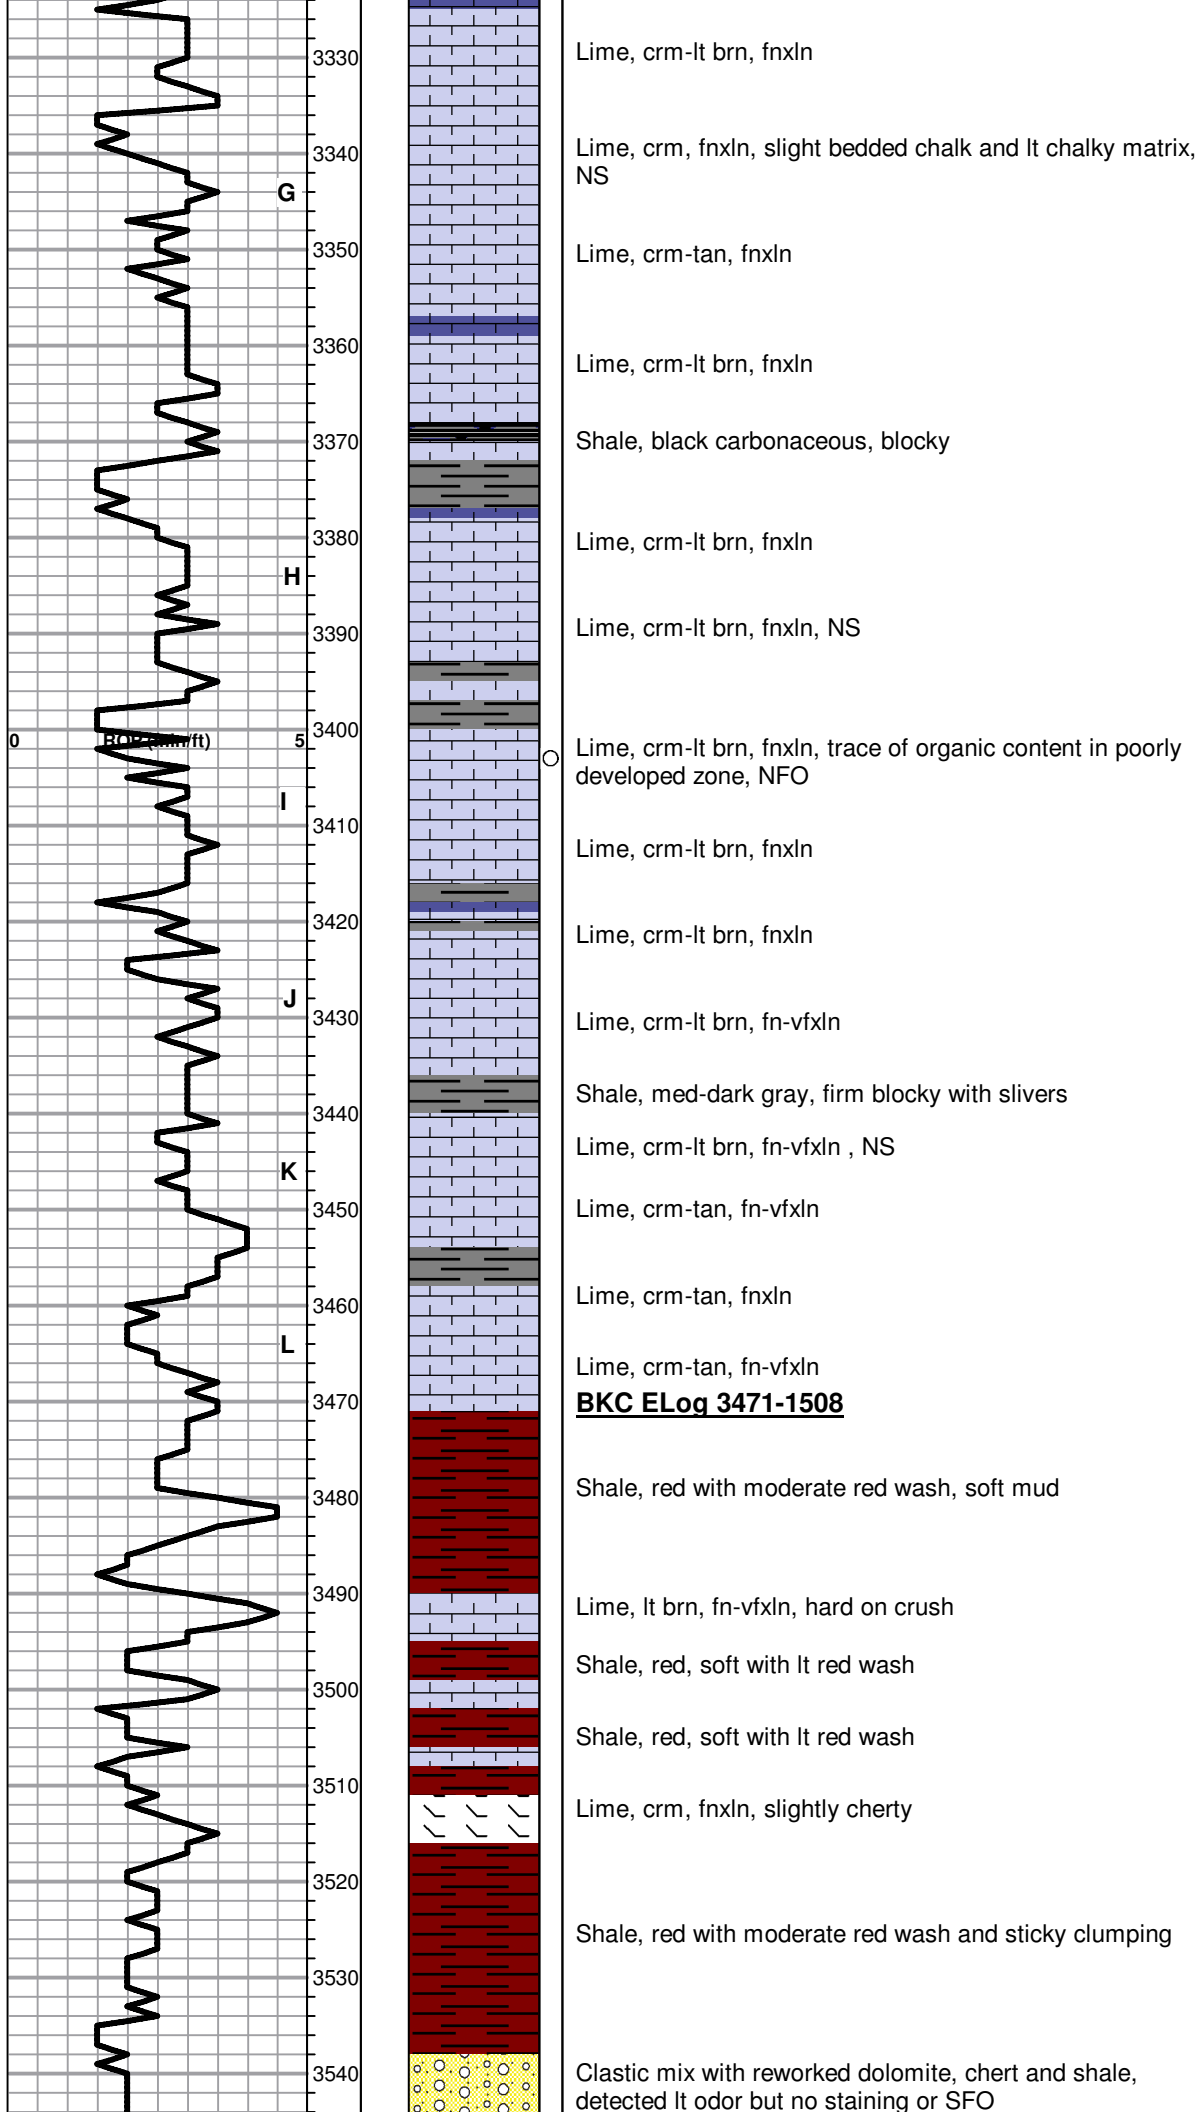 Lime, crm-lt brn, fnxln
3330
Lime, crm, fnxln, slight bedded chalk and lt chalky matrix,
NS
3340
G
3350
Lime, crm-tan, fnxln
3360
Lime, crm-lt brn, fnxln
3370
Shale, black carbonaceous, blocky
3380
Lime, crm-lt brn, fnxln
H
3390
Lime, crm-lt brn, fnxln, NS
3400
0 ROP (min/ft) 5
Lime, crm-lt brn, fnxln, trace of organic content in poorly
developed zone, NFO
I
3410
Lime, crm-lt brn, fnxln
3420
Lime, crm-lt brn, fnxln
J
3430
Lime, crm-lt brn, fn-vfxln
Shale, med-dark gray, firm blocky with slivers
3440
Lime, crm-lt brn, fn-vfxln , NS
K
3450
Lime, crm-tan, fn-vfxln
3460
Lime, crm-tan, fnxln
L
Lime, crm-tan, fn-vfxln
3470
BKC ELog 3471-1508
3480
Shale, red with moderate red wash, soft mud
3490
Lime, lt brn, fn-vfxln, hard on crush
Shale, red, soft with lt red wash
3500
Shale, red, soft with lt red wash
3510
Lime, crm, fnxln, slightly cherty
3520
Shale, red with moderate red wash and sticky clumping
3530
3540
Clastic mix with reworked dolomite, chert and shale,
detected lt odor but no staining or SFO